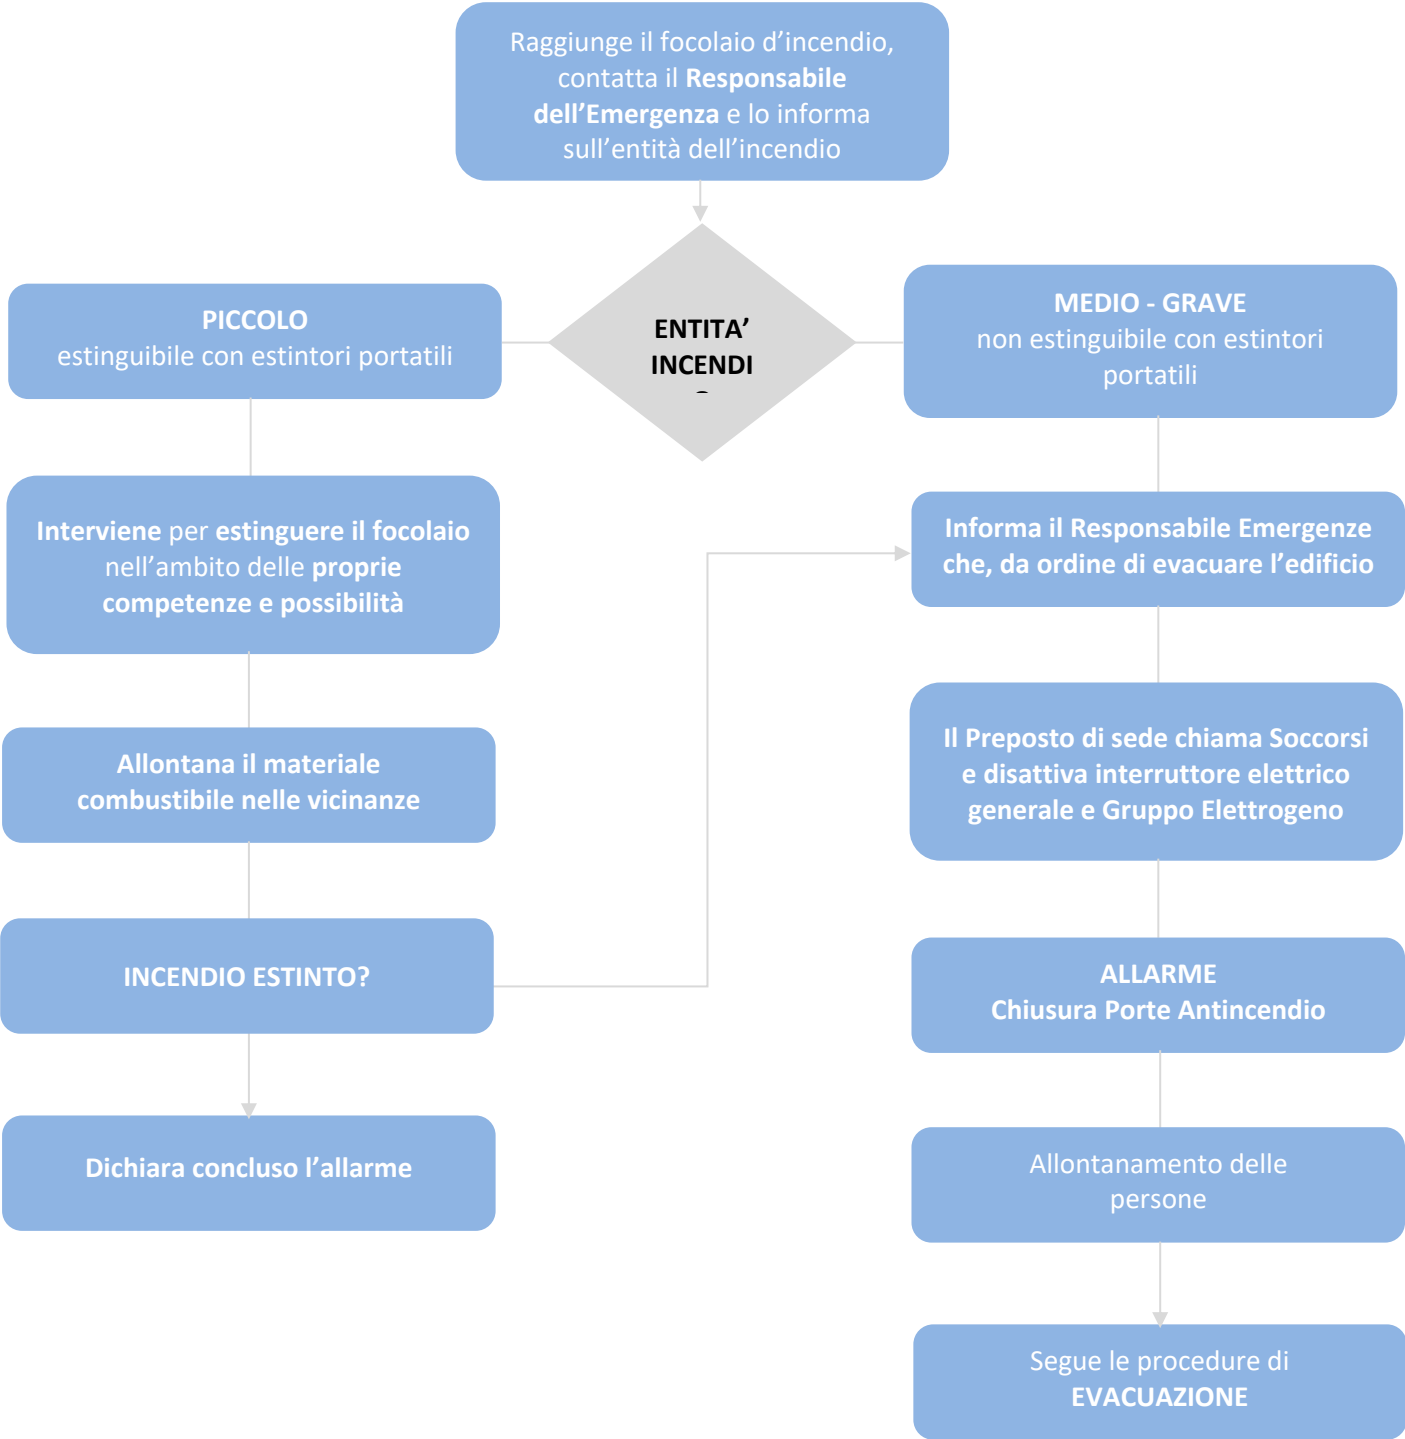 Raggiunge il focolaio d’incendio,
contatta il Responsabile
dell’Emergenza e lo informa
sull’entità dell’incendio
ENTITA’
INCENDI
PICCOLO
estinguibile con estintori portatili
Interviene per estinguere il focolaio
nell’ambito delle proprie
competenze e possibilità
Allontana il materiale
combustibile nelle vicinanze
INCENDIO ESTINTO?
Dichiara concluso l’allarme
MEDIO - GRAVE
non estinguibile con estintori
portatili
Informa il Responsabile Emergenze
che, da ordine di evacuare l’edificio
Il Preposto di sede chiama Soccorsi
e disattiva interruttore elettrico
generale e Gruppo Elettrogeno
ALLARME
Chiusura Porte Antincendio
Allontanamento delle
persone
Segue le procedure di
EVACUAZIONE